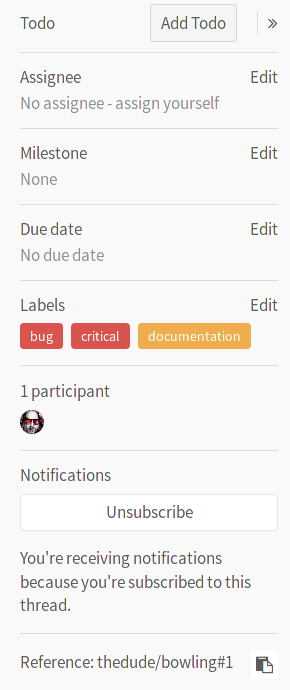 Todo Add Todo »
Assignee Edit
No assignee - assign yourself
Milestone Edit
None
Due date Edit
No due date
Labels Edit
bug critical documentation
1 participant
Notifications
Unsubscribe
You're receiving notifications
because you're subscribed to this
thread.
Reference: thedude/bowling#1